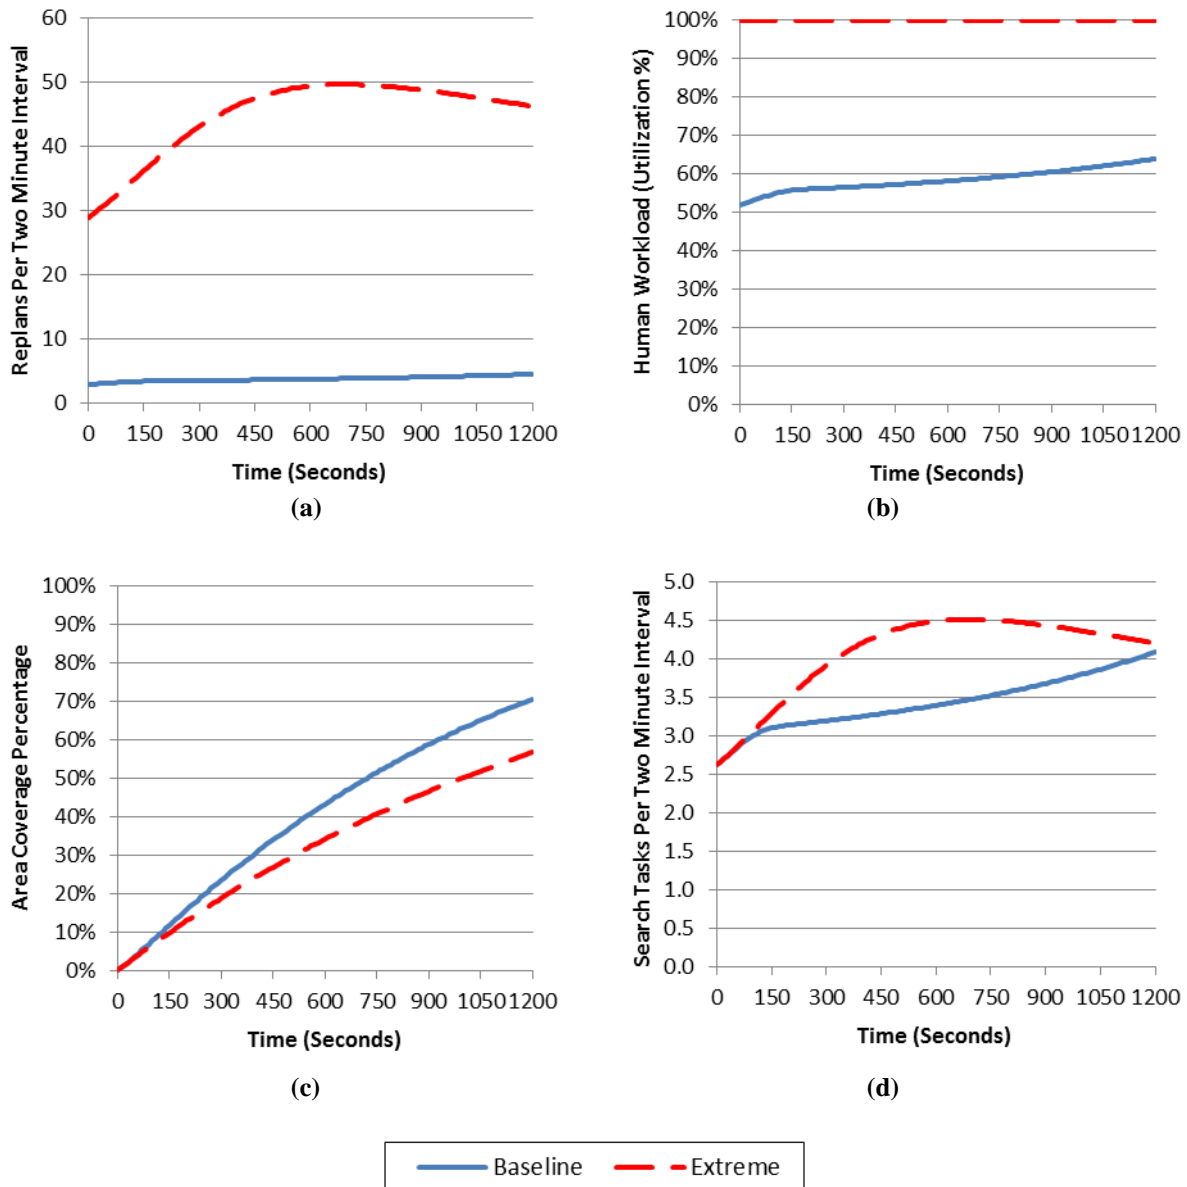 Replans Per Two Minute Interval
60
50
40
30
20
10
0
0 150 300 450 600 750 900 1050 1200
Time (Seconds)
(a)
Human Workload (Utilization %)
100%
90%
80%
70%
60%
50%
40%
30%
20%
10%
0%
0 150 300 450 600 750 900 1050 1200
Time (Seconds)
(b)
Area Coverage Percentage
100%
90%
80%
70%
60%
50%
40%
30%
20%
10%
0%
0 150 300 450 600 750 900 1050 1200
Time (Seconds)
(c)
Search Tasks Per Two Minute Interval
5.0
4.5
4.0
3.5
3.0
2.5
2.0
1.5
1.0
0.5
0.0
0 150 300 450 600 750 900 1050 1200
Time (Seconds)
(d)
Baseline Extreme